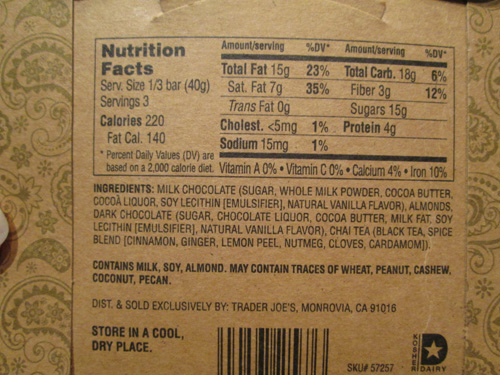 Nutrition Facts
Serv. Size 1/3 bar (40g)
Servings 3
Calories 220
Fat Cal. 140
* Percent Daily Values (DV) are
based on a 2,000 calorie diet.
Amount/serving %DV* Amount/serving %DV*
Total Fat 15g 23% Total Carb. 18g 6%
Sat. Fat 7g 35% Fiber 3g 12%
Trans Fat 0g Sugars 15g
Cholest. <5mg 1% Protein 4g
Sodium 15mg 1%
Vitamin A 0% • Vitamin C 0% • Calcium 4% • Iron 10%
INGREDIENTS: MILK CHOCOLATE (SUGAR, WHOLE MILK POWDER, COCOA BUTTER,
COCOA LIQUOR, SOY LECITHIN [EMULSIFIER], NATURAL VANILLA FLAVOR), ALMONDS,
DARK CHOCOLATE (SUGAR, CHOCOLATE LIQUOR, COCOA BUTTER, MILK FAT, SOY
LECITHIN [EMULSIFIER], NATURAL VANILLA FLAVOR), CHAI TEA (BLACK TEA, SPICE
BLEND [CINNAMON, GINGER, LEMON PEEL, NUTMEG, CLOVES, CARDAMOM]).
CONTAINS MILK, SOY, ALMOND. MAY CONTAIN TRACES OF WHEAT, PEANUT, CASHEW,
COCONUT, PECAN.
DIST. & SOLD EXCLUSIVELY BY: TRADER JOE'S, MONROVIA, CA 91016
STORE IN A COOL,
DRY PLACE.
SKU# 57257
KOSHER
DAIRY